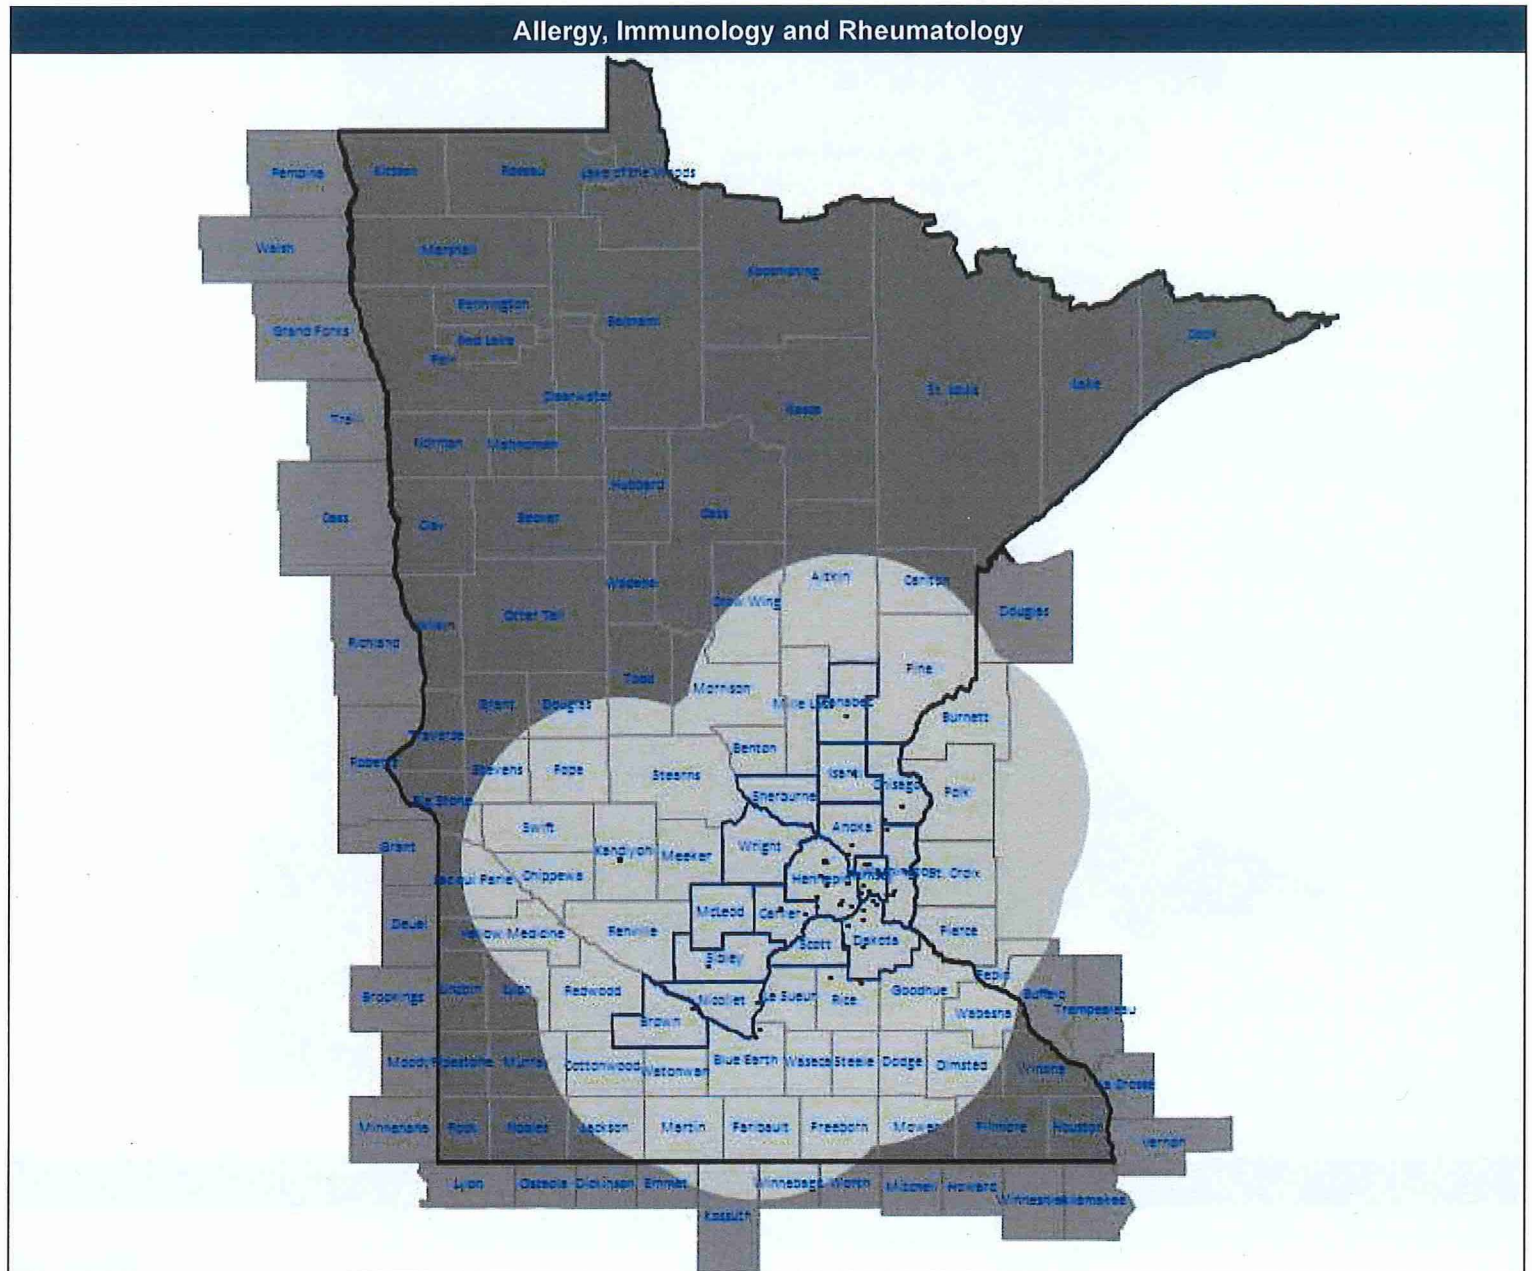 Allergy, Immunology and Rheumatology
Pembina
Kittson
Roseau
Lake of the Woods
Walsh
Marshall
Koochiching
Pennington
Grand Forks
Beltrami
Red Lake
Polk
Cook
Clearwater
St. Louis
Lake
Itasca
Traill
Norman
Mahnomen
Hubbard
Cass
Cass
Clay
Becker
Wadena
Aitkin
Carlton
Crow Wing
Douglas
Otter Tail
Wilkin
Richland
Todd
Pine
Morrison
Grant
Douglas
Mille Lacs
Kanabec
Burnett
Traverse
Benton
Roberts
Stevens
Pope
Stearns
Isanti
Chisago
Polk
Big Stone
Sherburne
Swift
Anoka
Grant
Kandiyohi
Meeker
Wright
Lac qui Parle
Chippewa
Hennepin
Ramsey
Washington
St. Croix
McLeod
Carver
Deuel
Yellow Medicine
Renville
Scott
Dakota
Pierce
Sibley
Pepin
Brookings
Lincoln
Lyon
Redwood
Nicollet
Le Sueur
Rice
Goodhue
Buffalo
Wabasha
Trempealeau
Brown
Moody
Pipestone
Murray
Cottonwood
Watonwan
Blue Earth
Waseca
Steele
Dodge
Olmsted
Winona
La Crosse
Minnehaha
Rock
Nobles
Jackson
Martin
Faribault
Freeborn
Mower
Fillmore
Houston
Vernon
Lyon
Osceola
Dickinson
Emmet
Winnebago
Worth
Mitchell
Howard
Winneshiek
Allamakee
Kossuth